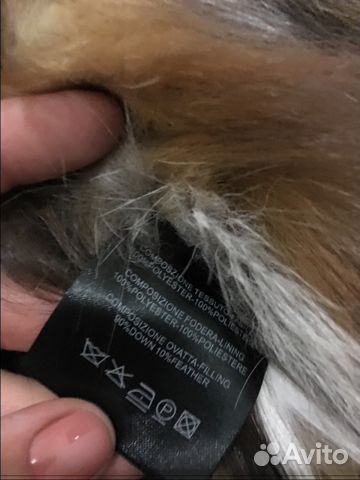 COMPOSIZIONE TESSUTO
100%POLYESTER-100%POLIESTERE
COMPOSIZIONE FODERA-LINING
100%POLYESTER-100%POLIESTERE
COMPOSIZIONE OVATTA-FILLING
90%DOWN 10%FEATHER
P
Avito